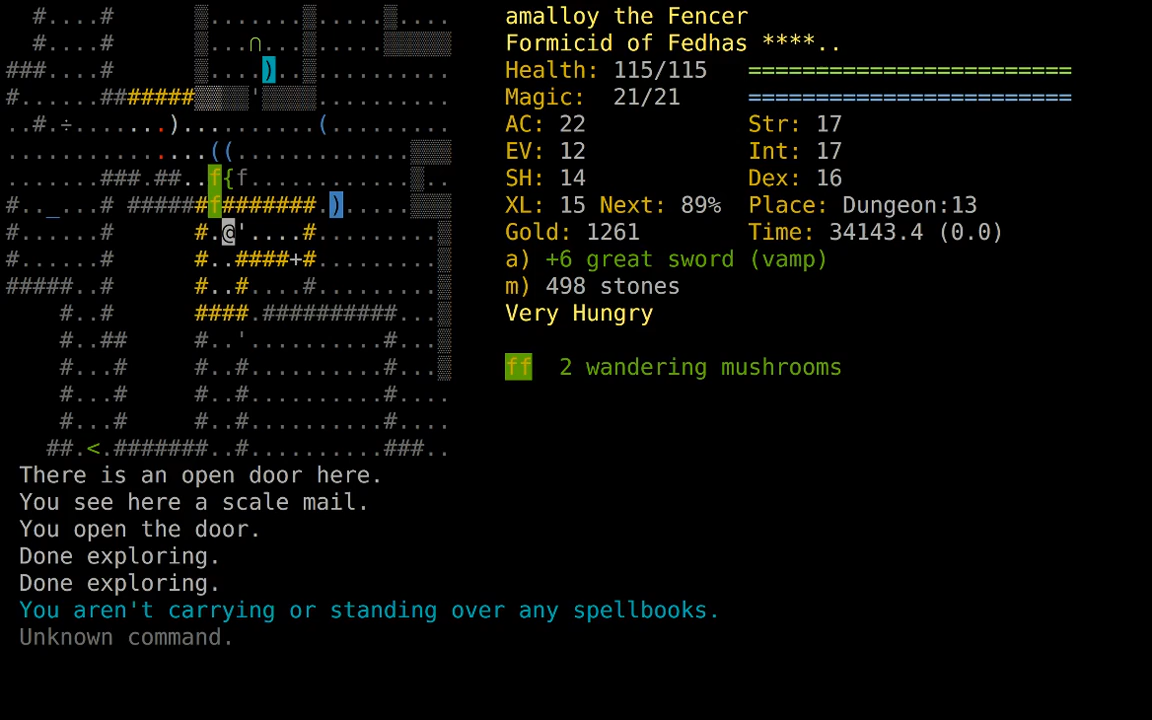 amalloy the Fencer
Formicid of Fedhas ****..
Health: 115/115 ========================
Magic: 21/21 ========================
AC: 22 Str: 17
EV: 12 Int: 17
SH: 14 Dex: 16
XL: 15 Next: 89% Place: Dungeon:13
Gold: 1261 Time: 34143.4 (0.0)
a) +6 great sword (vamp)
m) 498 stones
Very Hungry
ff 2 wandering mushrooms
There is an open door here.
You see here a scale mail.
You open the door.
Done exploring.
Done exploring.
You aren't carrying or standing over any spellbooks.
Unknown command.